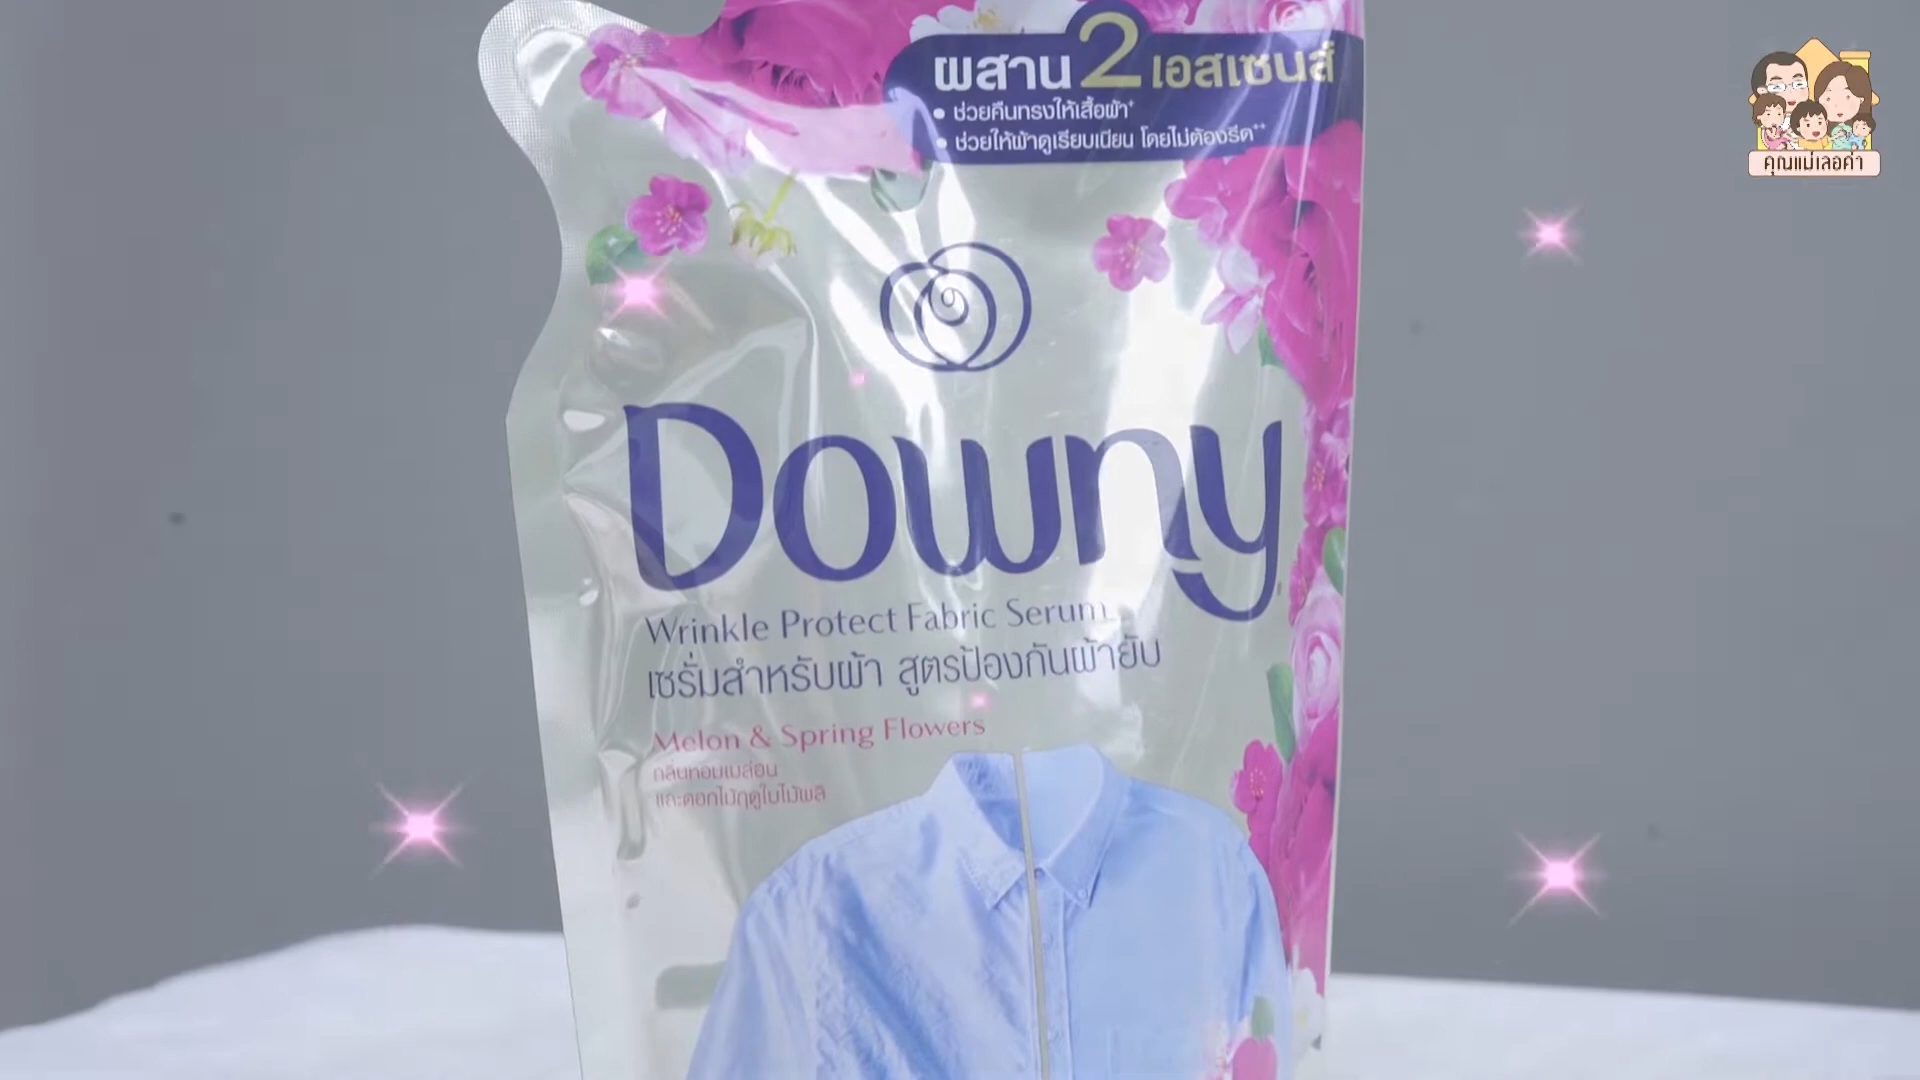 ผสาน 2 เอสเซนส์
• ช่วยคืนทรงให้เสื้อผ้า*
• ช่วยให้ผ้าดูเรียบเนียน โดยไม่ต้องรีด**
คุณแม่เลอค่า
Downy
Wrinkle Protect Fabric Serum
เซรั่มสำหรับผ้า สูตรป้องกันผ้ายับ
Melon & Spring Flowers
กลิ่นหอมเมล่อน
และดอกไม้ฤดูใบไม้ผลิ